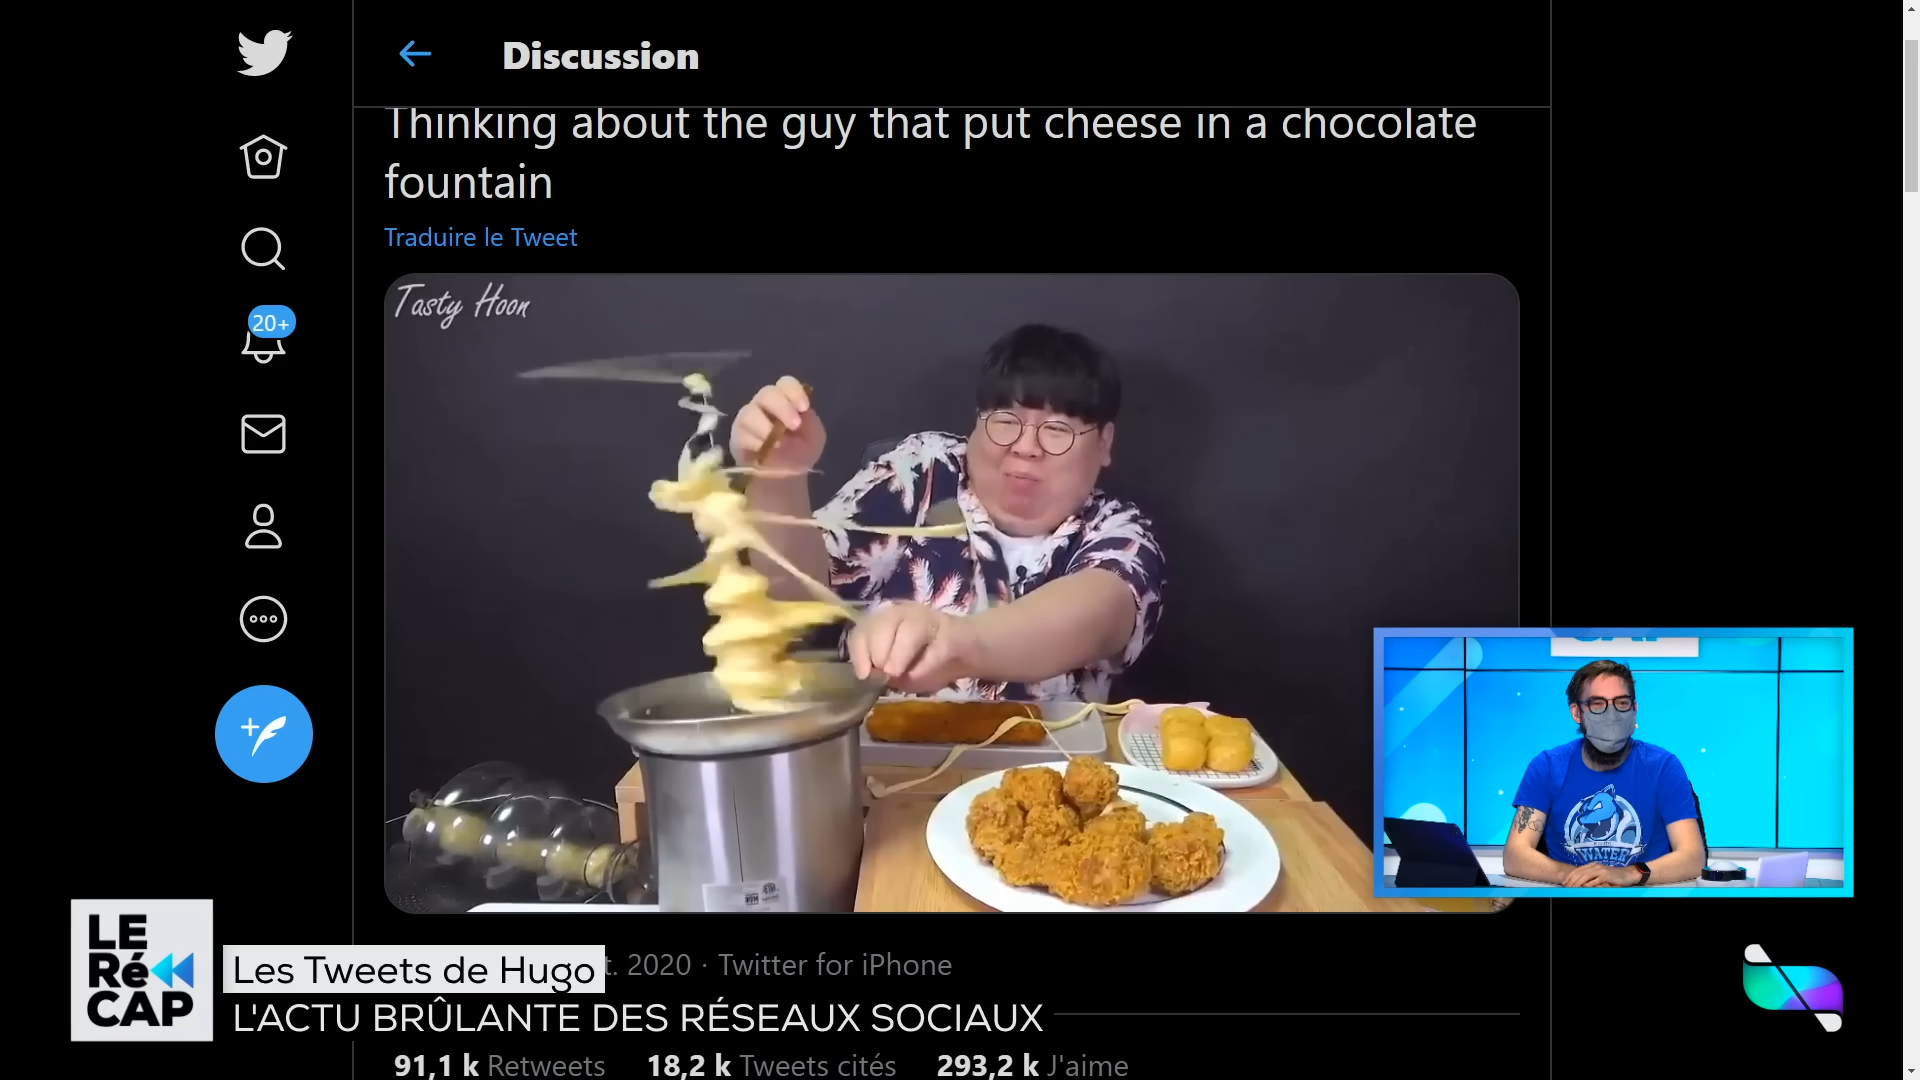 Discussion
Thinking about the guy that put cheese in a chocolate
fountain
Traduire le Tweet
20+
Tasty Hoon
WATER
LE
Ré
CAP
Les Tweets de Hugo
t. 2020 · Twitter for iPhone
L'ACTU BRÛLANTE DES RÉSEAUX SOCIAUX
91,1 k Retweets 18,2 k Tweets cités 293,2 k J'aime